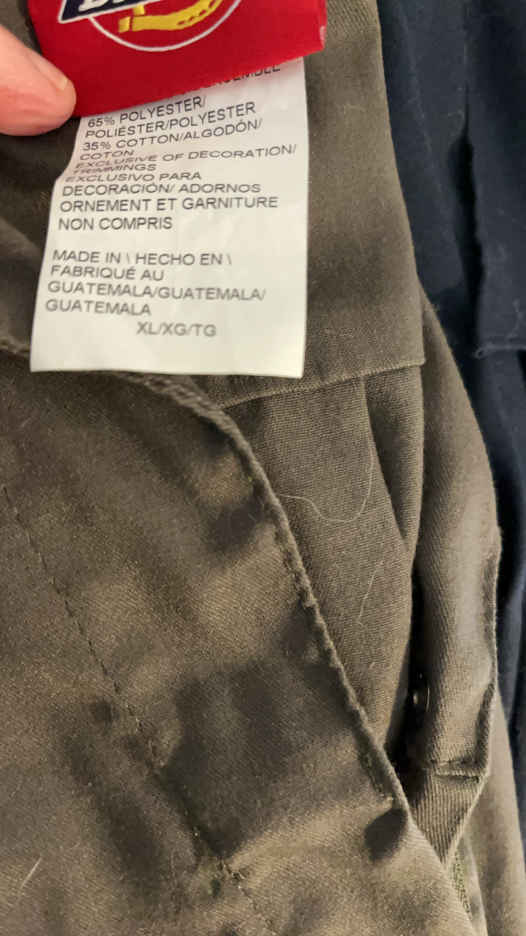 65% POLYESTER/
POLIÉSTER/POLYESTER
35% COTTON/ALGODÓN/
COTON
EXCLUSIVE OF DECORATION/
TRIMMINGS
EXCLUSIVO PARA
DECORACIÓN/ ADORNOS
ORNEMENT ET GARNITURE
NON COMPRIS
MADE IN \ HECHO EN \
FABRIQUÉ AU
GUATEMALA/GUATEMALA/
GUATEMALA
XL/XG/TG